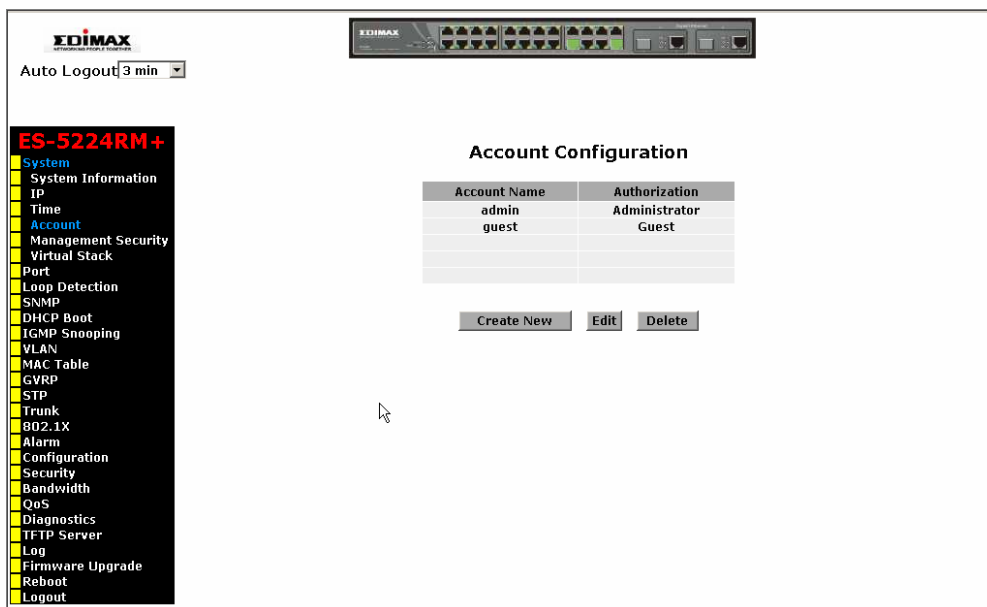 EDIMAX
NETWORKING PEOPLE TOGETHER
EDIMAX
Auto Logout 3 min
ES-5224RM+
System
System Information
IP
Time
Account
Management Security
Virtual Stack
Port
Loop Detection
SNMP
DHCP Boot
IGMP Snooping
VLAN
MAC Table
GVRP
STP
Trunk
802.1X
Alarm
Configuration
Security
Bandwidth
QoS
Diagnostics
TFTP Server
Log
Firmware Upgrade
Reboot
Logout
Account Configuration
Account Name Authorization
admin Administrator
guest Guest
Create New Edit Delete